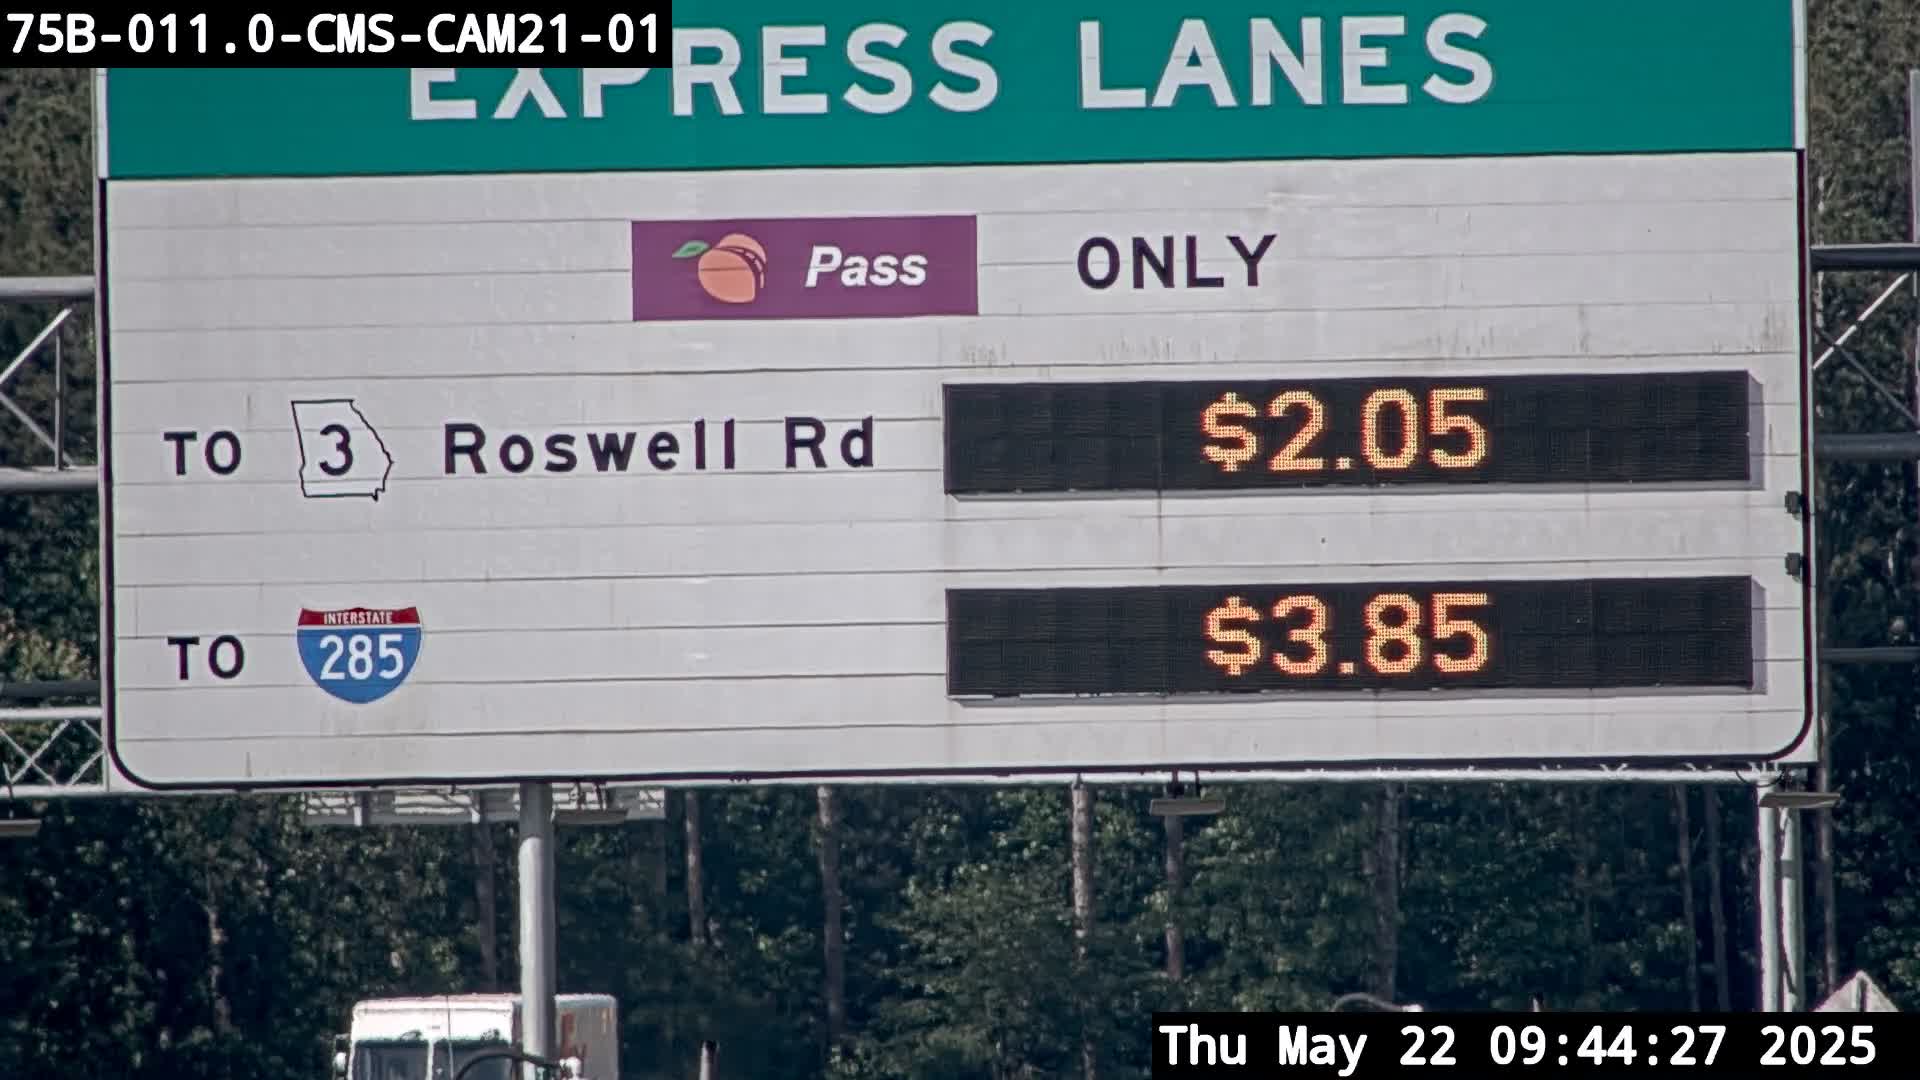 75B-011.0-CMS-CAM21-01
EXPRESS LANES
Pass ONLY
TO 3 Roswell Rd $2.05
INTERSTATE
TO 285 $3.85
Thu May 22 09:44:27 2025